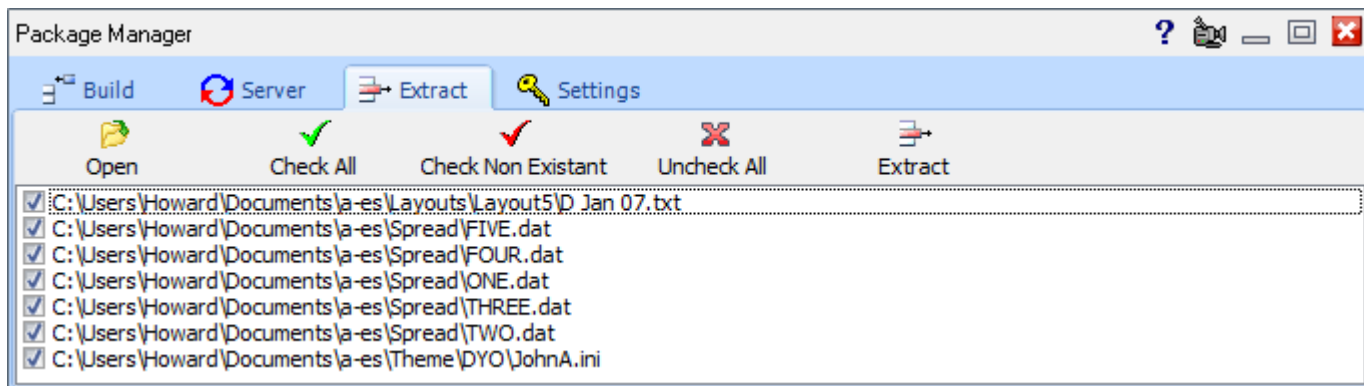 Package Manager ?
Build Server Extract Settings
Open Check All Check Non Existant Uncheck All Extract
C:\Users\Howard\Documents\a-es\Layouts\Layout5\D Jan 07.txt
C:\Users\Howard\Documents\a-es\Spread\FIVE.dat
C:\Users\Howard\Documents\a-es\Spread\FOUR.dat
C:\Users\Howard\Documents\a-es\Spread\ONE.dat
C:\Users\Howard\Documents\a-es\Spread\THREE.dat
C:\Users\Howard\Documents\a-es\Spread\TWO.dat
C:\Users\Howard\Documents\a-es\Theme\DYO\JohnA.ini